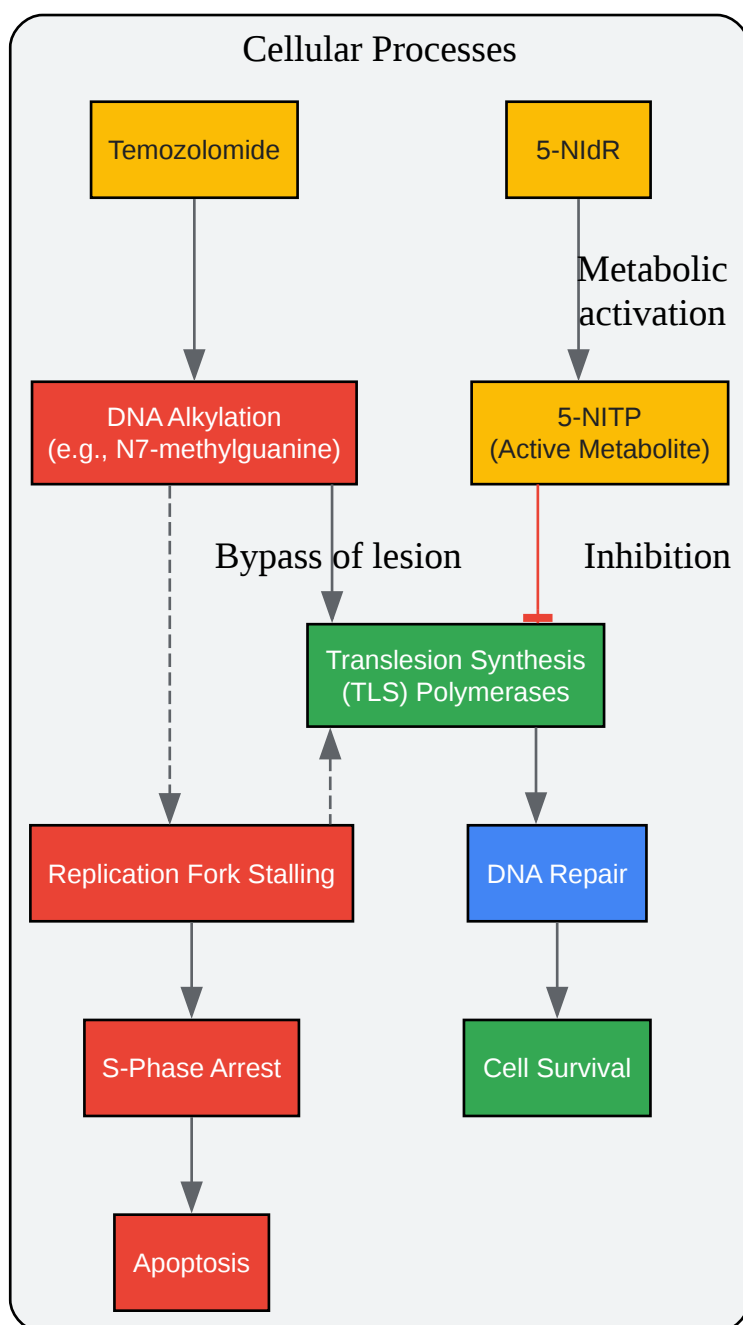 Cellular Processes
Temozolomide
5-NIdR
Metabolic
activation
DNA Alkylation
(e.g., N7-methylguanine)
5-NITP
(Active Metabolite)
Bypass of lesion
Inhibition
Translesion Synthesis
(TLS) Polymerases
Replication Fork Stalling
DNA Repair
S-Phase Arrest
Cell Survival
Apoptosis